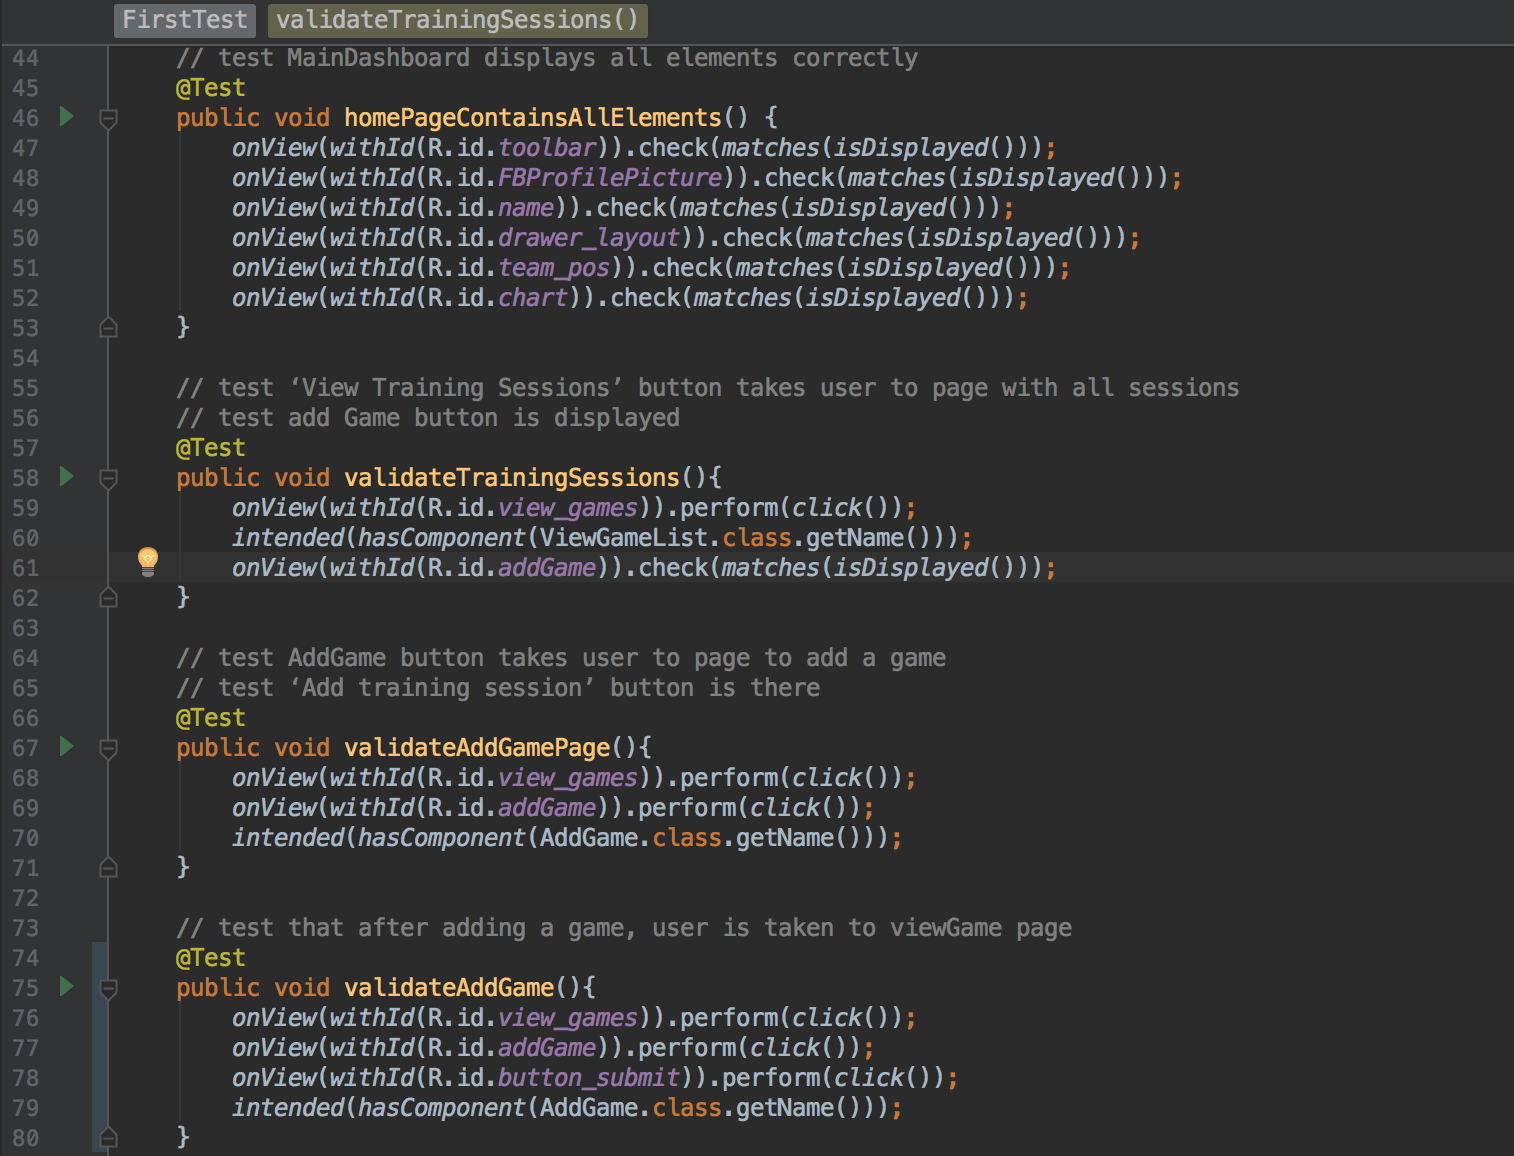 FirstTest validateTrainingSessions()
44 // test MainDashboard displays all elements correctly
45 @Test
46 public void homePageContainsAllElements() {
47 onView(withId(R.id.toolbar)).check(matches(isDisplayed()));
48 onView(withId(R.id.FBProfilePicture)).check(matches(isDisplayed()));
49 onView(withId(R.id.name)).check(matches(isDisplayed()));
50 onView(withId(R.id.drawer_layout)).check(matches(isDisplayed()));
51 onView(withId(R.id.team_pos)).check(matches(isDisplayed()));
52 onView(withId(R.id.chart)).check(matches(isDisplayed()));
53 }
54
55 // test ‘View Training Sessions’ button takes user to page with all sessions
56 // test add Game button is displayed
57 @Test
58 public void validateTrainingSessions(){
59 onView(withId(R.id.view_games)).perform(click());
60 intended(hasComponent(ViewGameList.class.getName()));
61 onView(withId(R.id.addGame)).check(matches(isDisplayed()));
62 }
63
64 // test AddGame button takes user to page to add a game
65 // test ‘Add training session’ button is there
66 @Test
67 public void validateAddGamePage(){
68 onView(withId(R.id.view_games)).perform(click());
69 onView(withId(R.id.addGame)).perform(click());
70 intended(hasComponent(AddGame.class.getName()));
71 }
72
73 // test that after adding a game, user is taken to viewGame page
74 @Test
75 public void validateAddGame(){
76 onView(withId(R.id.view_games)).perform(click());
77 onView(withId(R.id.addGame)).perform(click());
78 onView(withId(R.id.button_submit)).perform(click());
79 intended(hasComponent(AddGame.class.getName()));
80 }